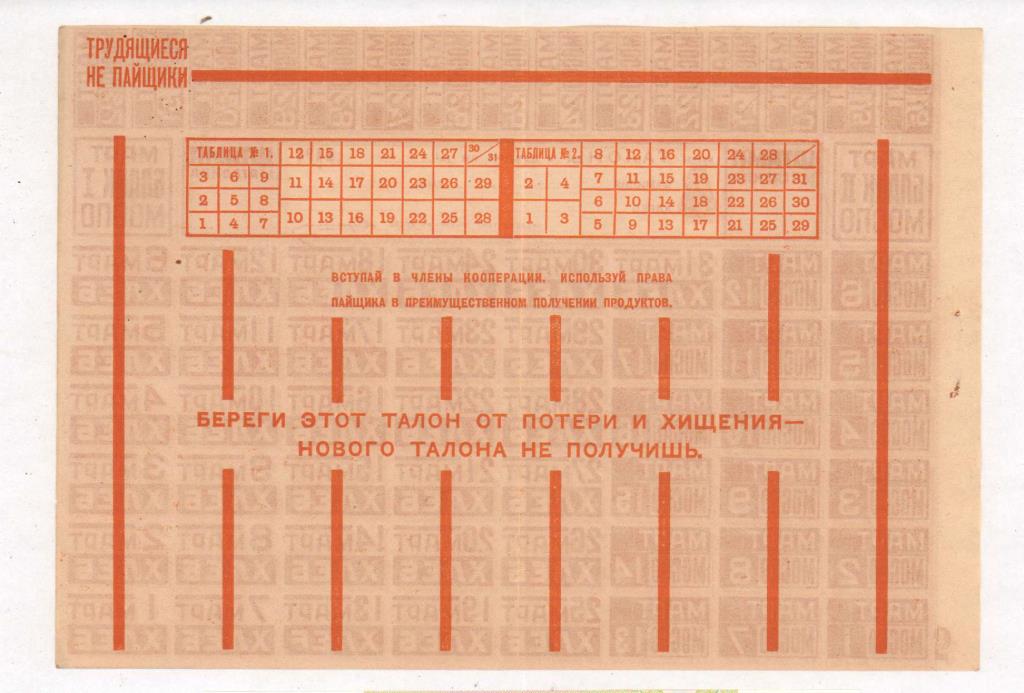 ТРУДЯЩИЕСЯ
НЕ ПАЙЩИКИ
ТАБЛИЦА № 1. 12 15 18 21 24 27 30/31 ТАБЛИЦА № 2. 8 12 16 20 24 28
3 6 9 11 14 17 20 23 26 29 2 4 7 11 15 19 23 27 31
2 5 8 6 10 14 18 22 26 30
1 4 7 10 13 16 19 22 25 28 1 3 5 9 13 17 21 25 29
ВСТУПАЙ В ЧЛЕНЫ КООПЕРАЦИИ. ИСПОЛЬЗУЙ ПРАВА
ПАЙЩИКА В ПРЕИМУЩЕСТВЕННОМ ПОЛУЧЕНИИ ПРОДУКТОВ.
БЕРЕГИ ЭТОТ ТАЛОН ОТ ПОТЕРИ И ХИЩЕНИЯ—
НОВОГО ТАЛОНА НЕ ПОЛУЧИШЬ.